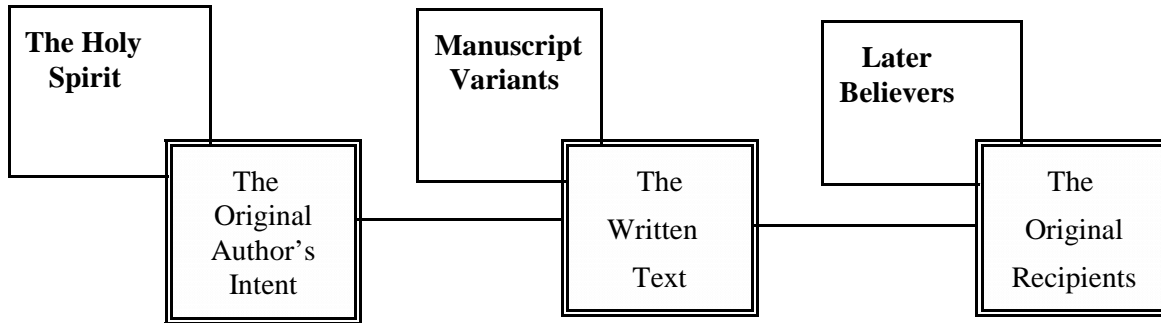 The Holy
Spirit
Manuscript
Variants
Later
Believers
The
Original
Author’s
Intent
The
Written
Text
The
Original
Recipients